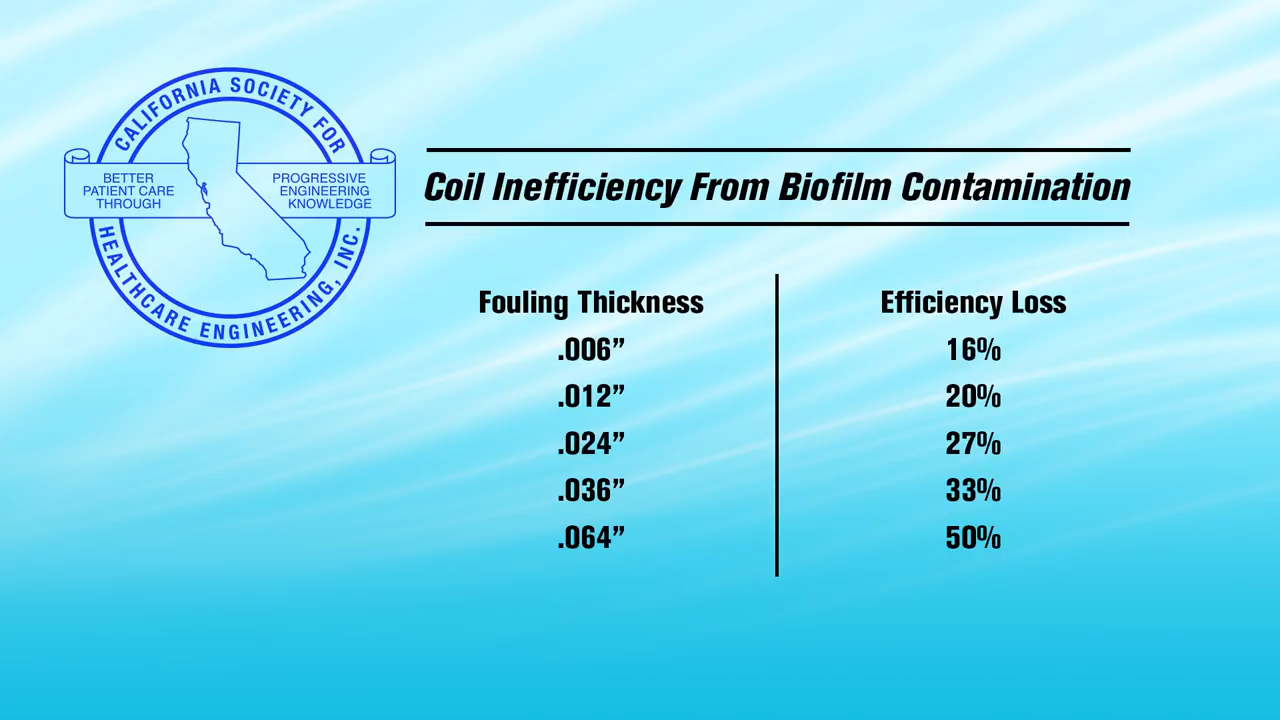 CALIFORNIA SOCIETY FOR
BETTER
PATIENT CARE
THROUGH
PROGRESSIVE
ENGINEERING
KNOWLEDGE
HEALTHCARE ENGINEERING, INC.
Coil Inefficiency From Biofilm Contamination
Fouling Thickness Efficiency Loss
.006” 16%
.012” 20%
.024” 27%
.036” 33%
.064” 50%